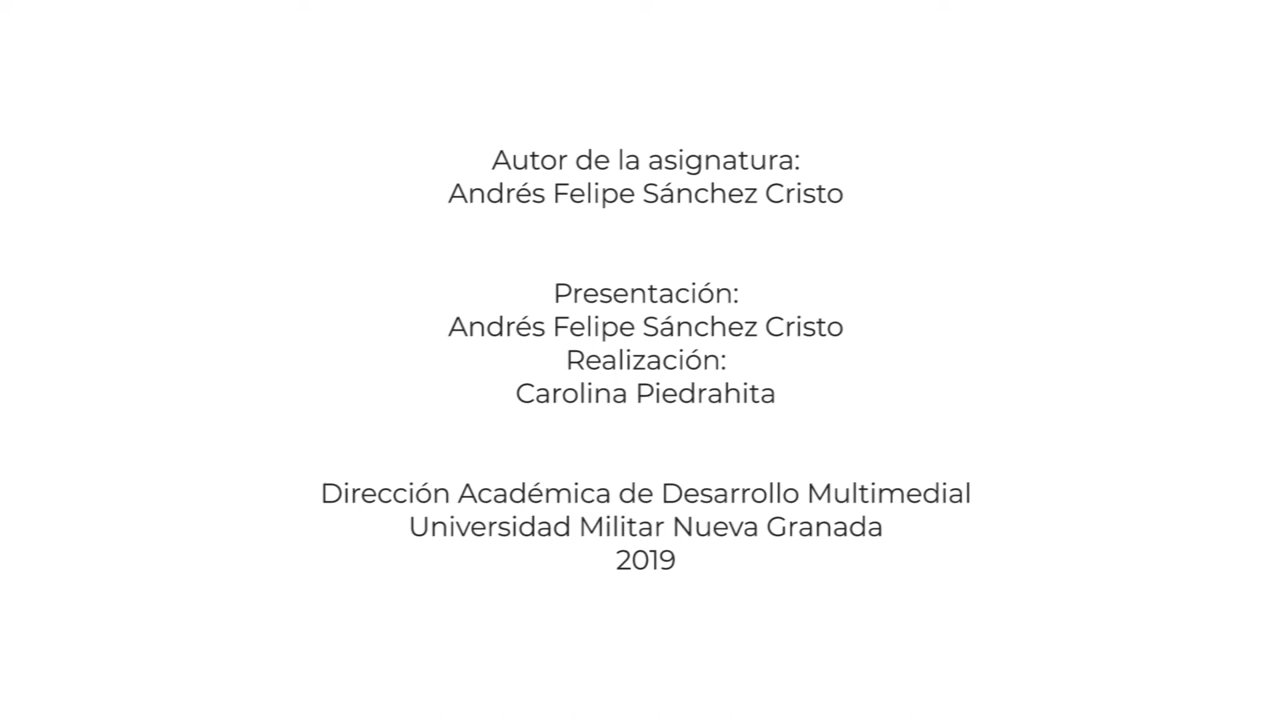 Autor de la asignatura:
Andrés Felipe Sánchez Cristo
Presentación:
Andrés Felipe Sánchez Cristo
Realización:
Carolina Piedrahita
Dirección Académica de Desarrollo Multimedial
Universidad Militar Nueva Granada
2019